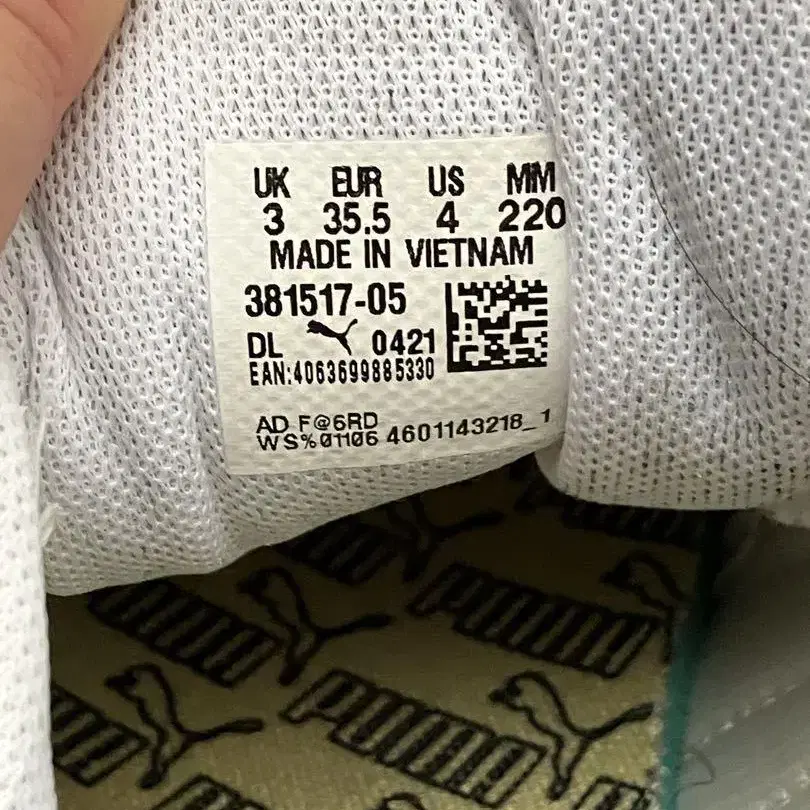 UK EUR US MM
3 35.5 4 220
MADE IN VIETNAM
381517-05
DL 0421
EAN:4063699885330
AD F@6RD
WS%01106 4601143218_1
PUMA
PUMA
PUMA
PUMA